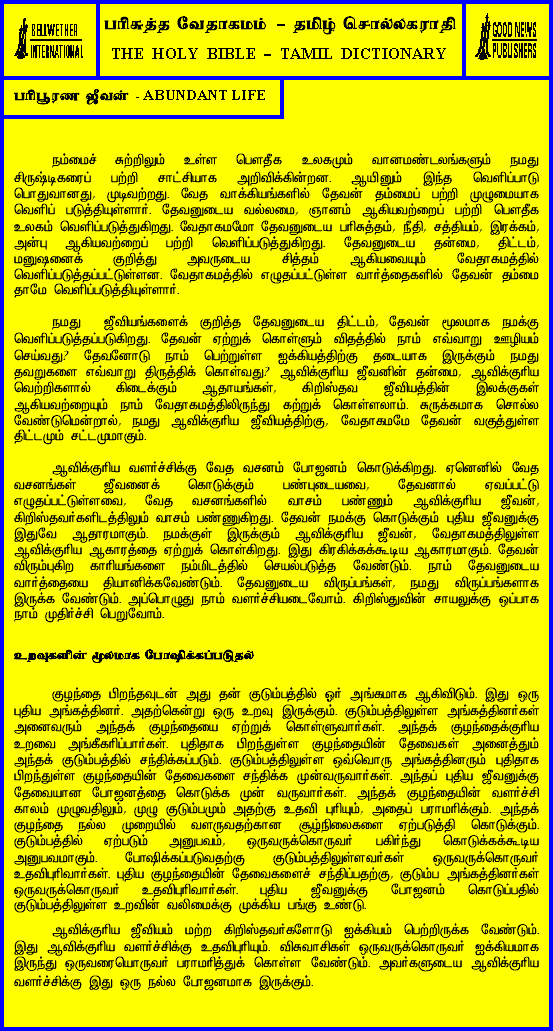 BELLWETHER
INTERNATIONAL
பரிசுத்த வேதாகமம் – தமிழ் சொல்லகராதி
THE HOLY BIBLE – TAMIL DICTIONARY
GOOD NEWS
PUBLISHERS
பரிபூரண ஜீவன் - ABUNDANT LIFE
நம்மைச் சுற்றிலும் உள்ள பௌதீக உலகமும் வானமண்டலங்களும் நமது
சிருஷ்டிகரைப் பற்றி சாட்சியாக அறிவிக்கின்றன. ஆயினும் இந்த வெளிப்பாடு
பொதுவானது, முடிவற்றது. வேத வாக்கியங்களில் தேவன் தம்மைப் பற்றி முழுமையாக
வெளிப் படுத்தியுள்ளார். தேவனுடைய வல்லமை, ஞானம் ஆகியவற்றைப் பற்றி பௌதீக
உலகம் வெளிப்படுத்துகிறது. வேதாகமமோ தேவனுடைய பரிசுத்தம், நீதி, சத்தியம், இரக்கம்,
அன்பு ஆகியவற்றைப் பற்றி வெளிப்படுத்துகிறது. தேவனுடைய தன்மை, திட்டம்,
மனுஷனைக் குறித்து அவருடைய சித்தம் ஆகியவையும் வேதாகமத்தில்
வெளிப்படுத்தப்பட்டுள்ளன. வேதாகமத்தில் எழுதப்பட்டுள்ள வார்த்தைகளில் தேவன் தம்மை
தாமே வெளிப்படுத்தியுள்ளார்.
நமது ஜீவியங்களைக் குறித்த தேவனுடைய திட்டம், தேவன் மூலமாக நமக்கு
வெளிப்படுத்தப்படுகிறது. தேவன் ஏற்றுக் கொள்ளும் விதத்தில் நாம் எவ்வாறு ஊழியம்
செய்வது? தேவனோடு நாம் பெற்றுள்ள ஐக்கியத்திற்கு தடையாக இருக்கும் நமது
தவறுகளை எவ்வாறு திருத்திக் கொள்வது? ஆவிக்குரிய ஜீவனின் தன்மை, ஆவிக்குரிய
வெற்றிகளால் கிடைக்கும் ஆதாயங்கள், கிறிஸ்தவ ஜீவியத்தின் இலக்குகள்
ஆகியவற்றையும் நாம் வேதாகமத்திலிருந்து கற்றுக் கொள்ளலாம். சுருக்கமாக சொல்ல
வேண்டுமென்றால், நமது ஆவிக்குரிய ஜீவியத்திற்கு, வேதாகமமே தேவன் வகுத்துள்ள
திட்டமும் சட்டமுமாகும்.
ஆவிக்குரிய வளர்ச்சிக்கு வேத வசனம் போஜனம் கொடுக்கிறது. ஏனெனில் வேத
வசனங்கள் ஜீவனைக் கொடுக்கும் பண்புடையவை, தேவனால் ஏவப்பட்டு
எழுதப்பட்டுள்ளவை, வேத வசனங்களில் வாசம் பண்ணும் ஆவிக்குரிய ஜீவன்,
கிறிஸ்தவர்களிடத்திலும் வாசம் பண்ணுகிறது. தேவன் நமக்கு கொடுக்கும் புதிய ஜீவனுக்கு
இதுவே ஆதாரமாகும். நமக்குள் இருக்கும் ஆவிக்குரிய ஜீவன், வேதாகமத்திலுள்ள
ஆவிக்குரிய ஆகாரத்தை ஏற்றுக் கொள்கிறது. இது கிரகிக்கக்கூடிய ஆகாரமாகும். தேவன்
விரும்புகிற காரியங்களை நம்மிடத்தில் செயல்படுத்த வேண்டும். நாம் தேவனுடைய
வார்த்தையை தியானிக்கவேண்டும். தேவனுடைய விருப்பங்கள், நமது விருப்பங்களாக
இருக்க வேண்டும். அப்பொழுது நாம் வளர்ச்சியடைவோம். கிறிஸ்துவின் சாயலுக்கு ஒப்பாக
நாம் முதிர்ச்சி பெறுவோம்.
உறவுகளின் மூலமாக போஷிக்கப்படுதல்
குழந்தை பிறந்தவுடன் அது தன் குடும்பத்தில் ஓர் அங்கமாக ஆகிவிடும். இது ஒரு
புதிய அங்கத்தினர். அதற்கென்று ஒரு உறவு இருக்கும். குடும்பத்திலுள்ள அங்கத்தினர்கள்
அனைவரும் அந்தக் குழந்தையை ஏற்றுக் கொள்ளுவார்கள். அந்தக் குழந்தைக்குரிய
உறவை அங்கீகரிப்பார்கள். புதிதாக பிறந்துள்ள குழந்தையின் தேவைகள் அனைத்தும்
அந்தக் குடும்பத்தில் சந்திக்கப்படும். குடும்பத்திலுள்ள ஒவ்வொரு அங்கத்தினரும் புதிதாக
பிறந்துள்ள குழந்தையின் தேவைகளை சந்திக்க முன்வருவார்கள். அந்தப் புதிய ஜீவனுக்கு
தேவையான போஜனத்தை கொடுக்க முன் வருவார்கள். அந்தக் குழந்தையின் வளர்ச்சி
காலம் முழுவதிலும், முழு குடும்பமும் அதற்கு உதவி புரியும், அதைப் பராமரிக்கும். அந்தக்
குழந்தை நல்ல முறையில் வளருவதற்கான சூழ்நிலைகளை ஏற்படுத்தி கொடுக்கும்.
குடும்பத்தில் ஏற்படும் அனுபவம், ஒருவருக்கொருவர் பகிர்ந்து கொடுக்கக்கூடிய
அனுபவமாகும். போஷிக்கப்படுவதற்கு குடும்பத்திலுள்ளவர்கள் ஒருவருக்கொருவர்
உதவிபுரிவார்கள். புதிய குழந்தையின் தேவைகளைச் சந்திப்பதற்கு, குடும்ப அங்கத்தினர்கள்
ஒருவருக்கொருவர் உதவிபுரிவார்கள். புதிய ஜீவனுக்கு போஜனம் கொடுப்பதில்
குடும்பத்திலுள்ள உறவின் வலிமைக்கு முக்கிய பங்கு உண்டு.
ஆவிக்குரிய ஜீவியம் மற்ற கிறிஸ்தவர்களோடு ஐக்கியம் பெற்றிருக்க வேண்டும்.
இது ஆவிக்குரிய வளர்ச்சிக்கு உதவிபுரியும். விசுவாசிகள் ஒருவருக்கொருவர் ஐக்கியமாக
இருந்து ஒருவரையொருவர் பராமரித்துக் கொள்ள வேண்டும். அவர்களுடைய ஆவிக்குரிய
வளர்ச்சிக்கு இது ஒரு நல்ல போஜனமாக இருக்கும்.